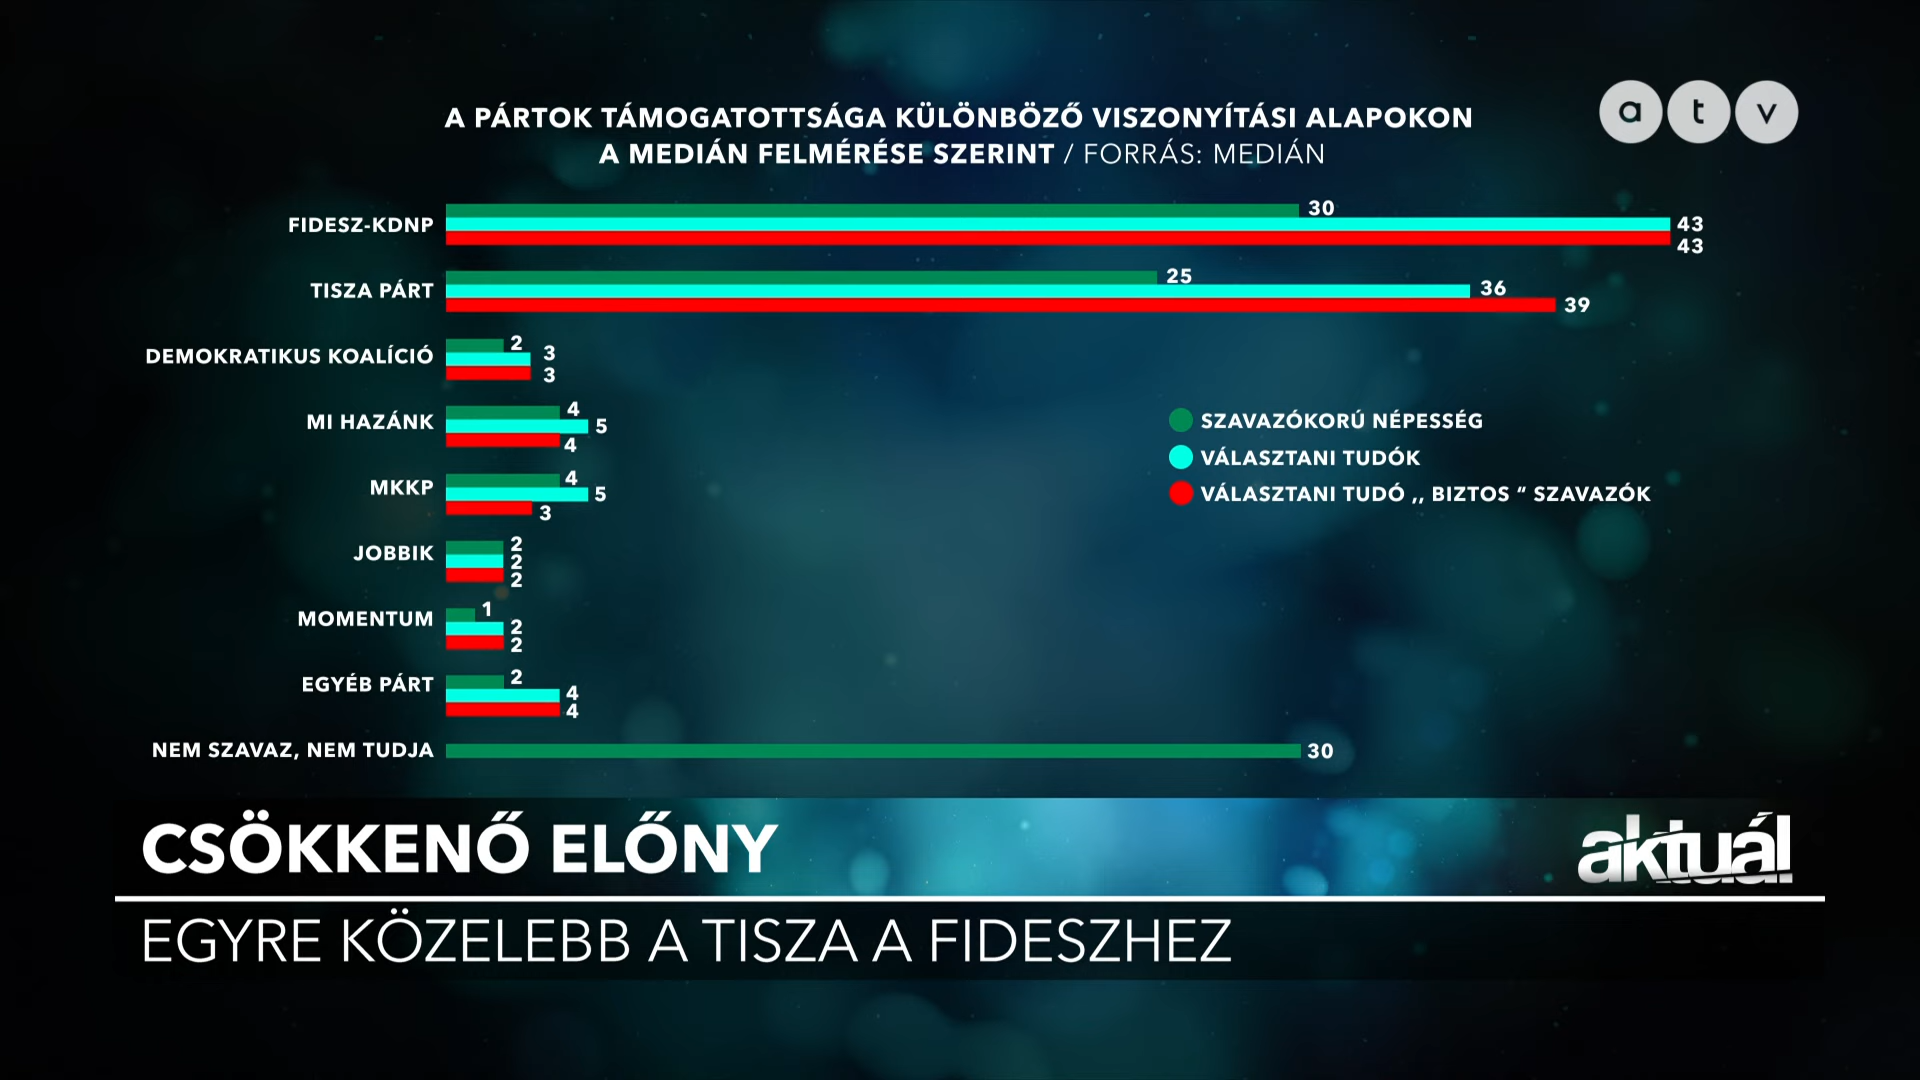 A PÁRTOK TÁMOGATOTTSÁGA KÜLÖNBÖZŐ VISZONYÍTÁSI ALAPOKON
A MEDIÁN FELMÉRÉSE SZERINT / FORRÁS: MEDIÁN
a t v
FIDESZ-KDNP
30
43
43
TISZA PÁRT
25
36
39
DEMOKRATIKUS KOALÍCIÓ
2
3
3
MI HAZÁNK
4
5
4
MKKP
4
5
3
JOBBIK
2
2
2
MOMENTUM
1
2
2
EGYÉB PÁRT
2
4
4
NEM SZAVAZ, NEM TUDJA
30
SZAVAZÓKORÚ NÉPESSÉG
VÁLASZTANI TUDÓK
VÁLASZTANI TUDÓ ,, BIZTOS “ SZAVAZÓK
CSÖKKENŐ ELŐNY
aktuál
EGYRE KÖZELEBB A TISZA A FIDESZHEZ